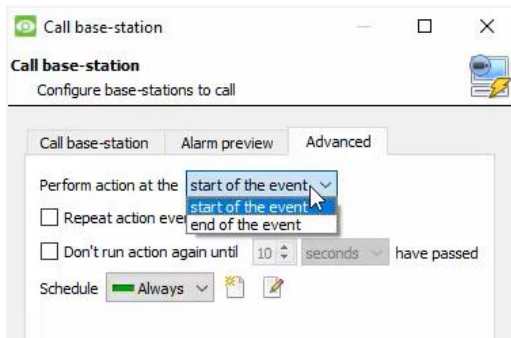 Call base-station
Call base-station
Configure base-stations to call
Call base-station Alarm preview Advanced
Perform action at the start of the event
start of the event
Repeat action
end of the event
Don't run action again until 10 seconds have passed
Schedule Always